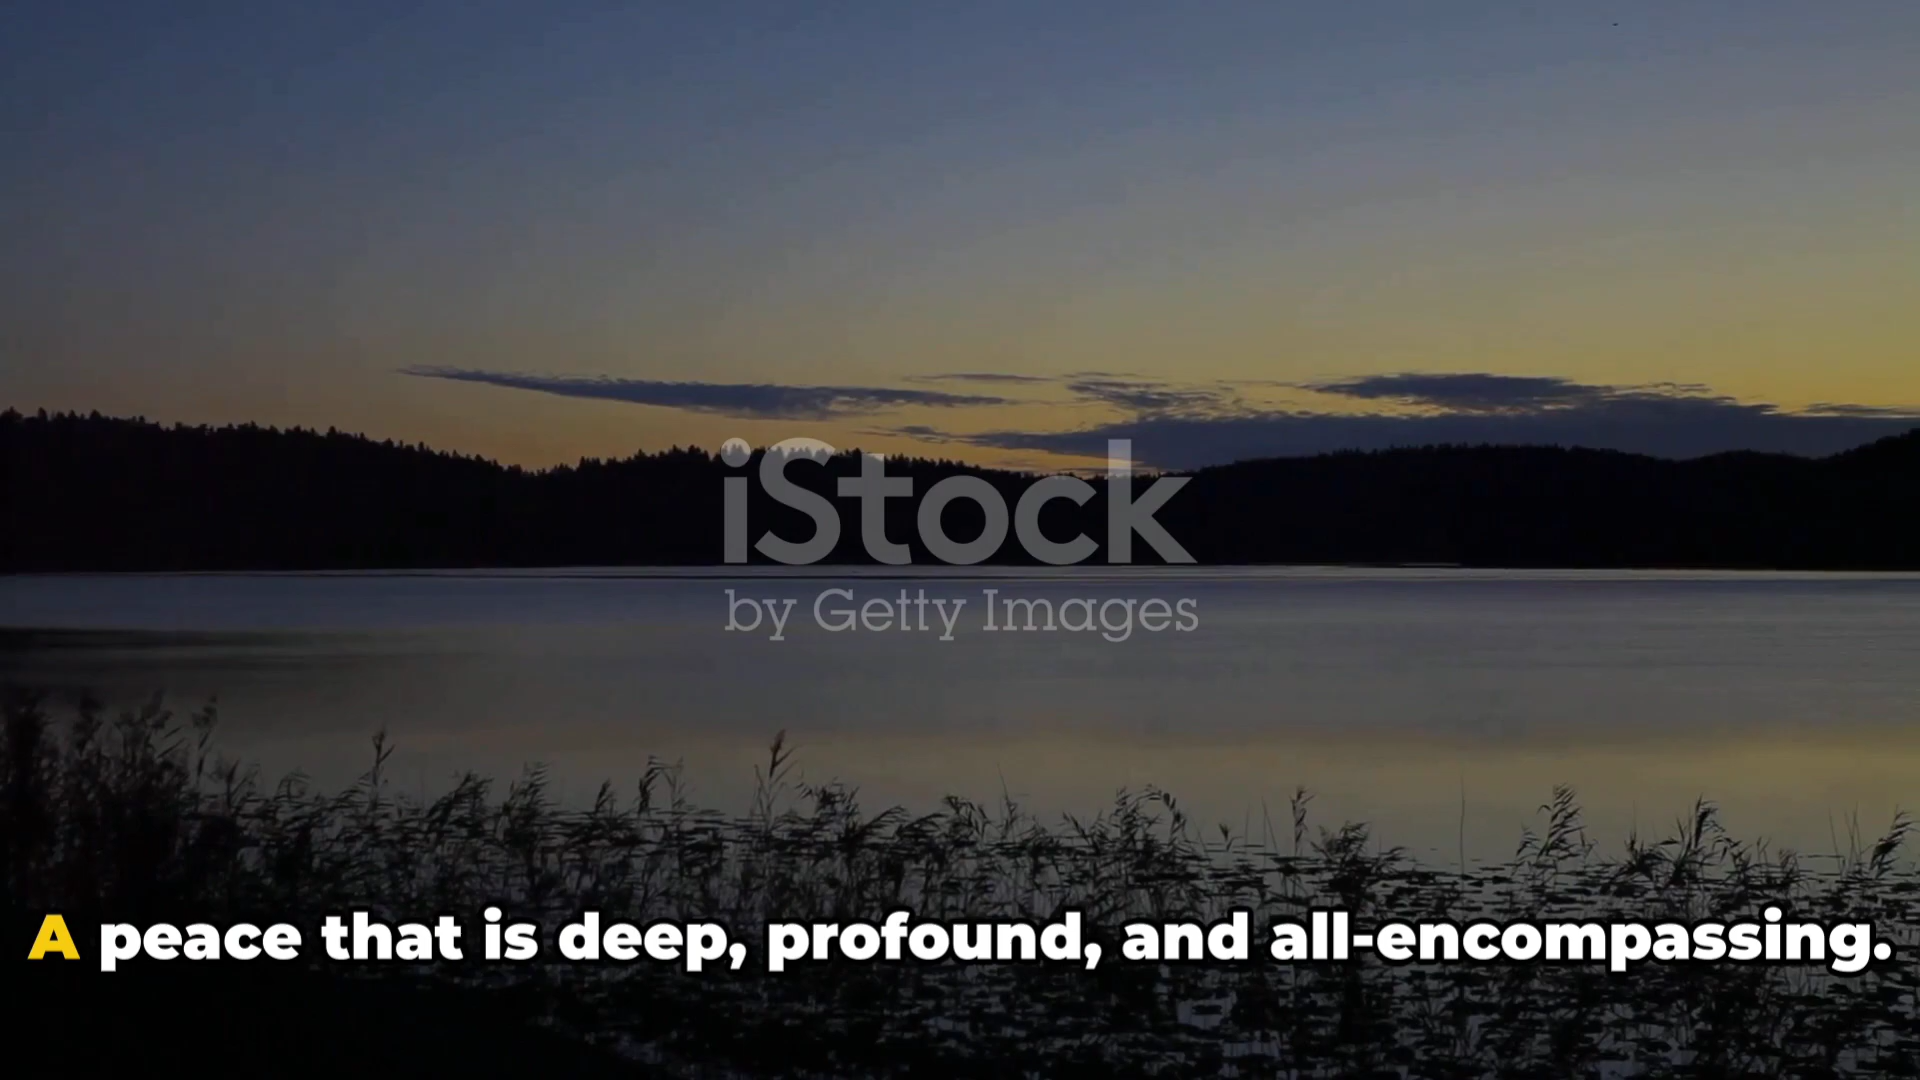 iStock
by Getty Images
A peace that is deep, profound, and all-encompassing.